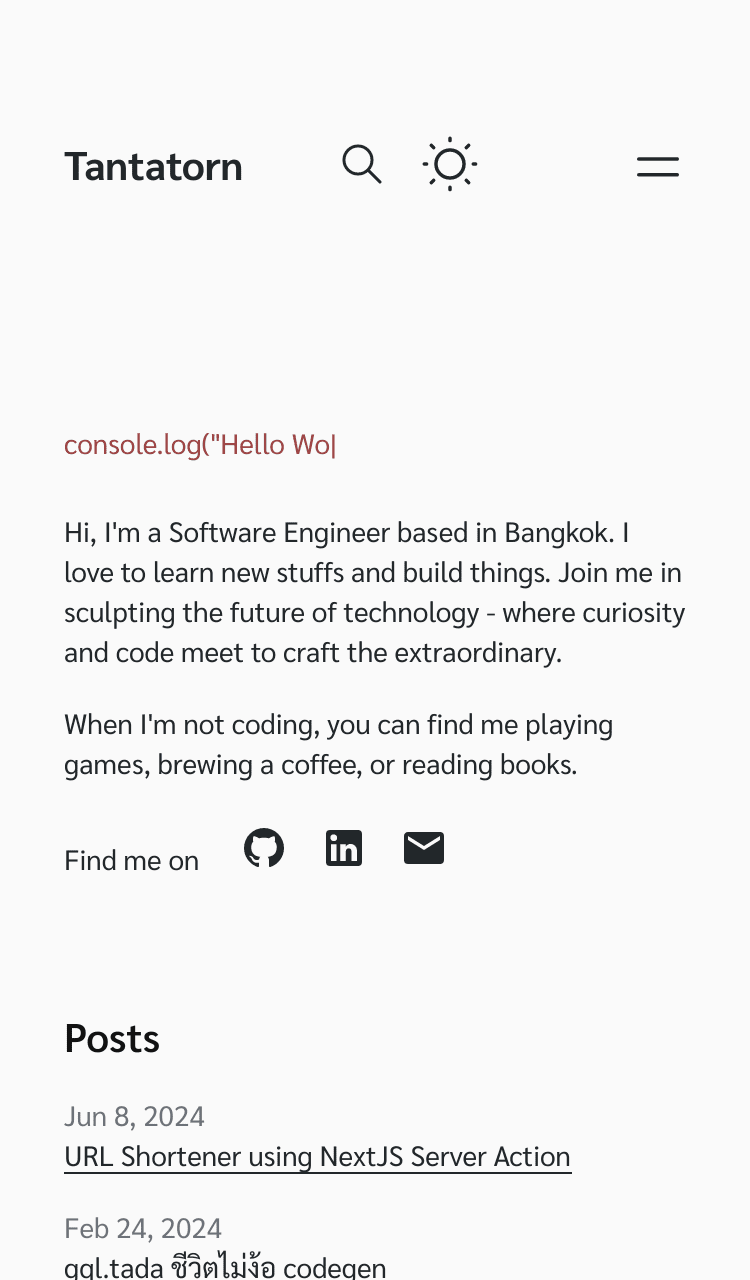 Tantatorn
console.log("Hello Wo|
Hi, I'm a Software Engineer based in Bangkok. I
love to learn new stuffs and build things. Join me in
sculpting the future of technology - where curiosity
and code meet to craft the extraordinary.
When I'm not coding, you can find me playing
games, brewing a coffee, or reading books.
Find me on
Posts
Jun 8, 2024
URL Shortener using NextJS Server Action
Feb 24, 2024
gql.tada ชีวิตไม่ง้อ codegen